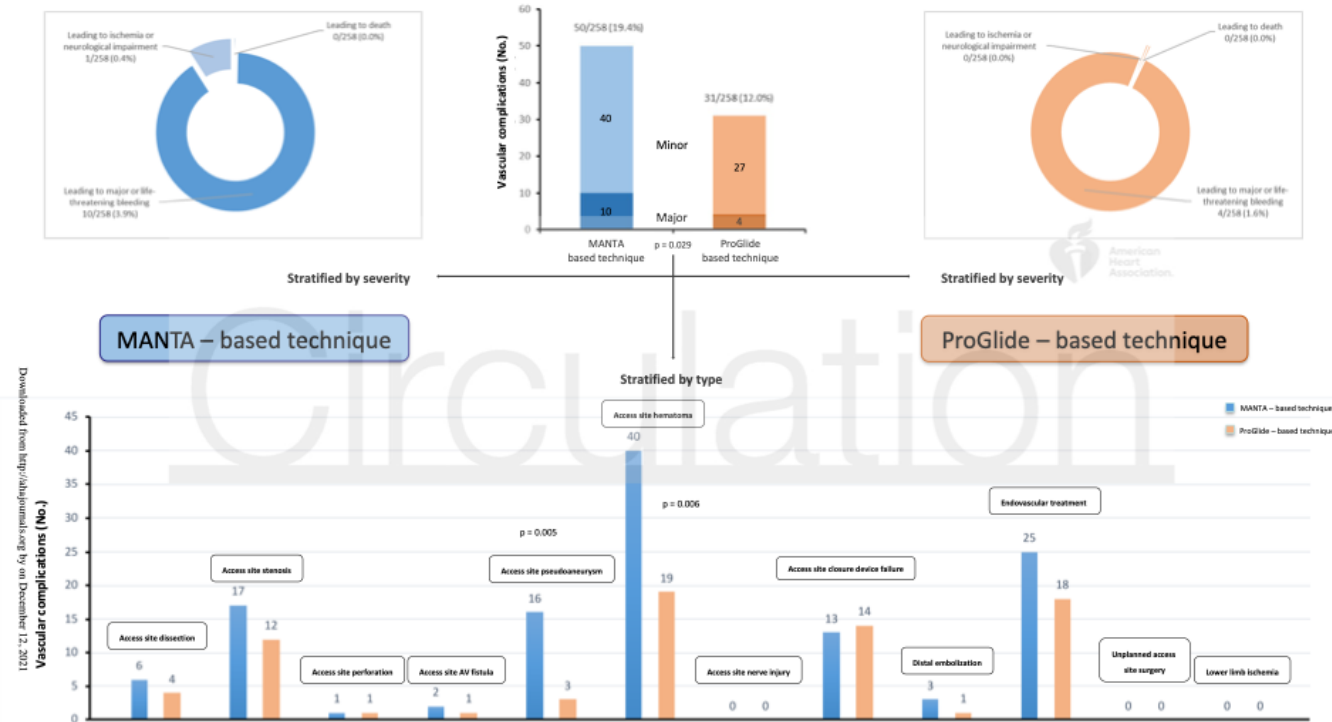 Leading to death
0/258 (0.0%)
Leading to ischemia or
neurological impairment
1/258 (0.4%)
Leading to major or life-
threatening bleeding
10/258 (3.9%)
Vascular complications (No.)
60
50
40
30
20
10
0
50/258 (19.4%)
40
10
31/258 (12.0%)
27
4
Minor
Major
MANTA
based technique
p = 0.029
ProGlide
based technique
Leading to death
0/258 (0.0%)
Leading to ischemia or
neurological impairment
0/258 (0.0%)
Leading to major or life-
threatening bleeding
4/258 (1.6%)
American
Heart
Association.
Stratified by severity
Stratified by severity
MANTA – based technique
ProGlide – based technique
Circulation
Stratified by type
Downloaded from http://ahajournals.org by on December 12, 2021
Vascular complications (No.)
45
40
35
30
25
20
15
10
5
0
MANTA – based technique
ProGlide – based technique
Access site dissection
6
4
Access site stenosis
17
12
Access site perforation
1
1
Access site AV fistula
2
1
p = 0.005
Access site pseudoaneurysm
16
3
Access site hematoma
40
p = 0.006
19
Access site nerve injury
0
0
Access site closure device failure
13
14
Distal embolization
3
1
Endovascular treatment
25
18
Unplanned access
site surgery
0
0
Lower limb ischemia
0
0